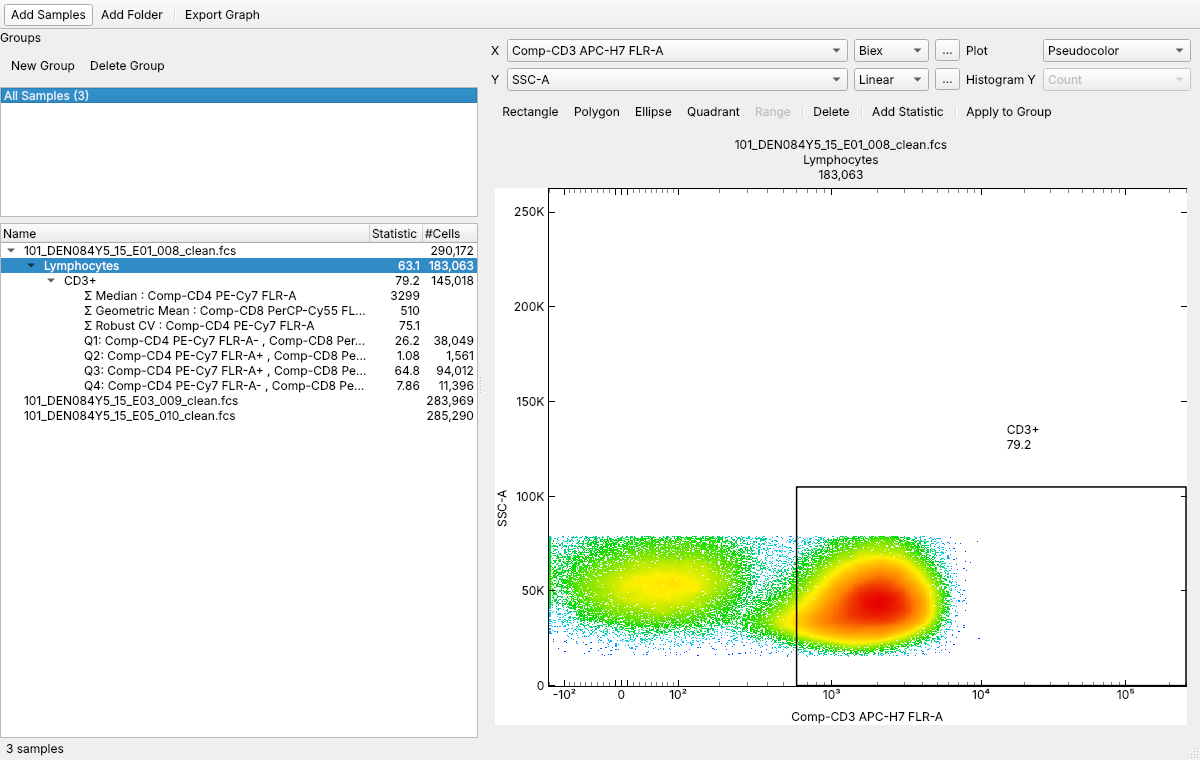 Add Samples Add Folder Export Graph
Groups
New Group Delete Group
All Samples (3)
Name Statistic #Cells
101_DEN084Y5_15_E01_008_clean.fcs 290,172
Lymphocytes 63.1 183,063
CD3+ 79.2 145,018
Σ Median : Comp-CD4 PE-Cy7 FLR-A 3299
Σ Geometric Mean : Comp-CD8 PerCP-Cy55 FL... 510
Σ Robust CV : Comp-CD4 PE-Cy7 FLR-A 75.1
Q1: Comp-CD4 PE-Cy7 FLR-A- , Comp-CD8 Per... 26.2 38,049
Q2: Comp-CD4 PE-Cy7 FLR-A+ , Comp-CD8 Pe... 1.08 1,561
Q3: Comp-CD4 PE-Cy7 FLR-A+ , Comp-CD8 Pe... 64.8 94,012
Q4: Comp-CD4 PE-Cy7 FLR-A- , Comp-CD8 Pe... 7.86 11,396
101_DEN084Y5_15_E03_009_clean.fcs 283,969
101_DEN084Y5_15_E05_010_clean.fcs 285,290
3 samples
X Comp-CD3 APC-H7 FLR-A Biex ... Plot Pseudocolor
Y SSC-A Linear ... Histogram Y Count
Rectangle Polygon Ellipse Quadrant Range Delete Add Statistic Apply to Group
101_DEN084Y5_15_E01_008_clean.fcs
Lymphocytes
183,063
250K
200K
150K
CD3+
79.2
100K
SSC-A
50K
0
-10² 0 10² 10³ 10⁴ 10⁵
Comp-CD3 APC-H7 FLR-A